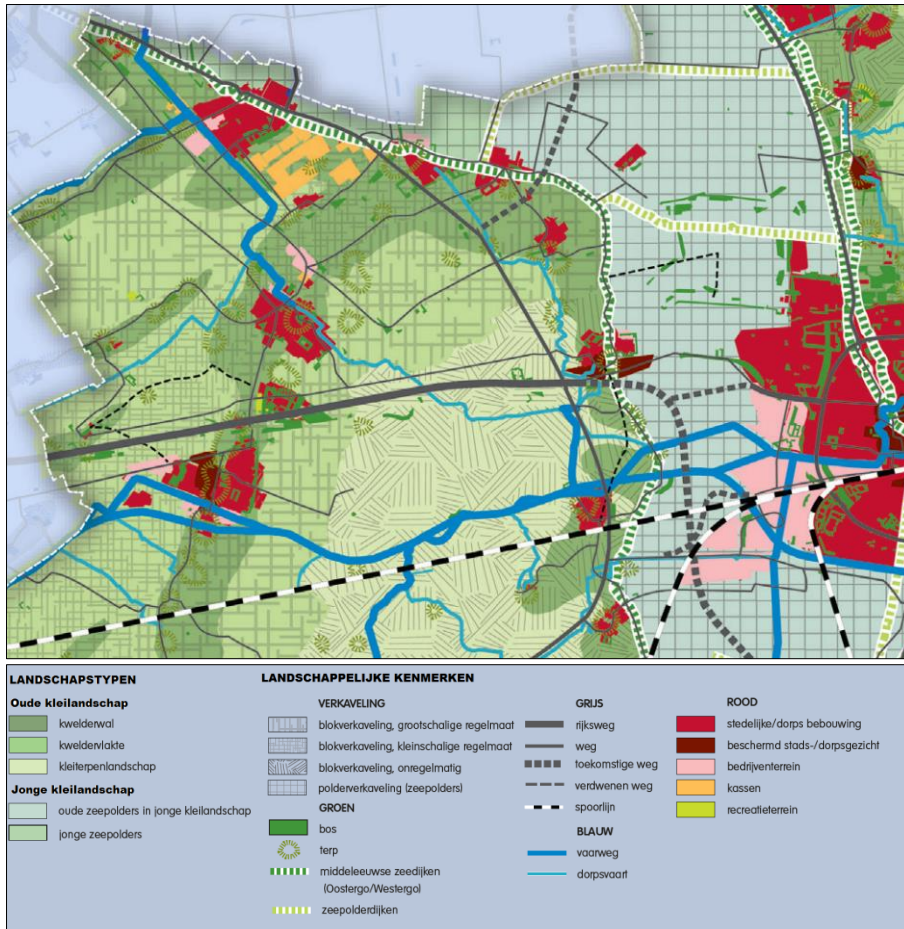 LANDSCHAPSTYPEN
Oude kleilandschap
kwelderwal
kweldervlakte
kleiterpenlandschap
Jonge kleilandschap
oude zeepolders in jonge kleilandschap
jonge zeepolders
LANDSCHAPPELIJKE KENMERKEN
VERKAVELING
blokverkaveling, grootschalige regelmaat
blokverkaveling, kleinschalige regelmaat
blokverkaveling, onregelmatig
polderverkaveling (zeepolders)
GROEN
bos
terp
middeleeuwse zeedijken
(Oostergo/Westergo)
zeepolderdijken
GRIJS
rijksweg
weg
toekomstige weg
verdwenen weg
spoorlijn
BLAUW
vaarweg
dorpsvaart
ROOD
stedelijke/dorps bebouwing
beschermd stads-/dorpsgezicht
bedrijventerrein
kassen
recreatieterrein